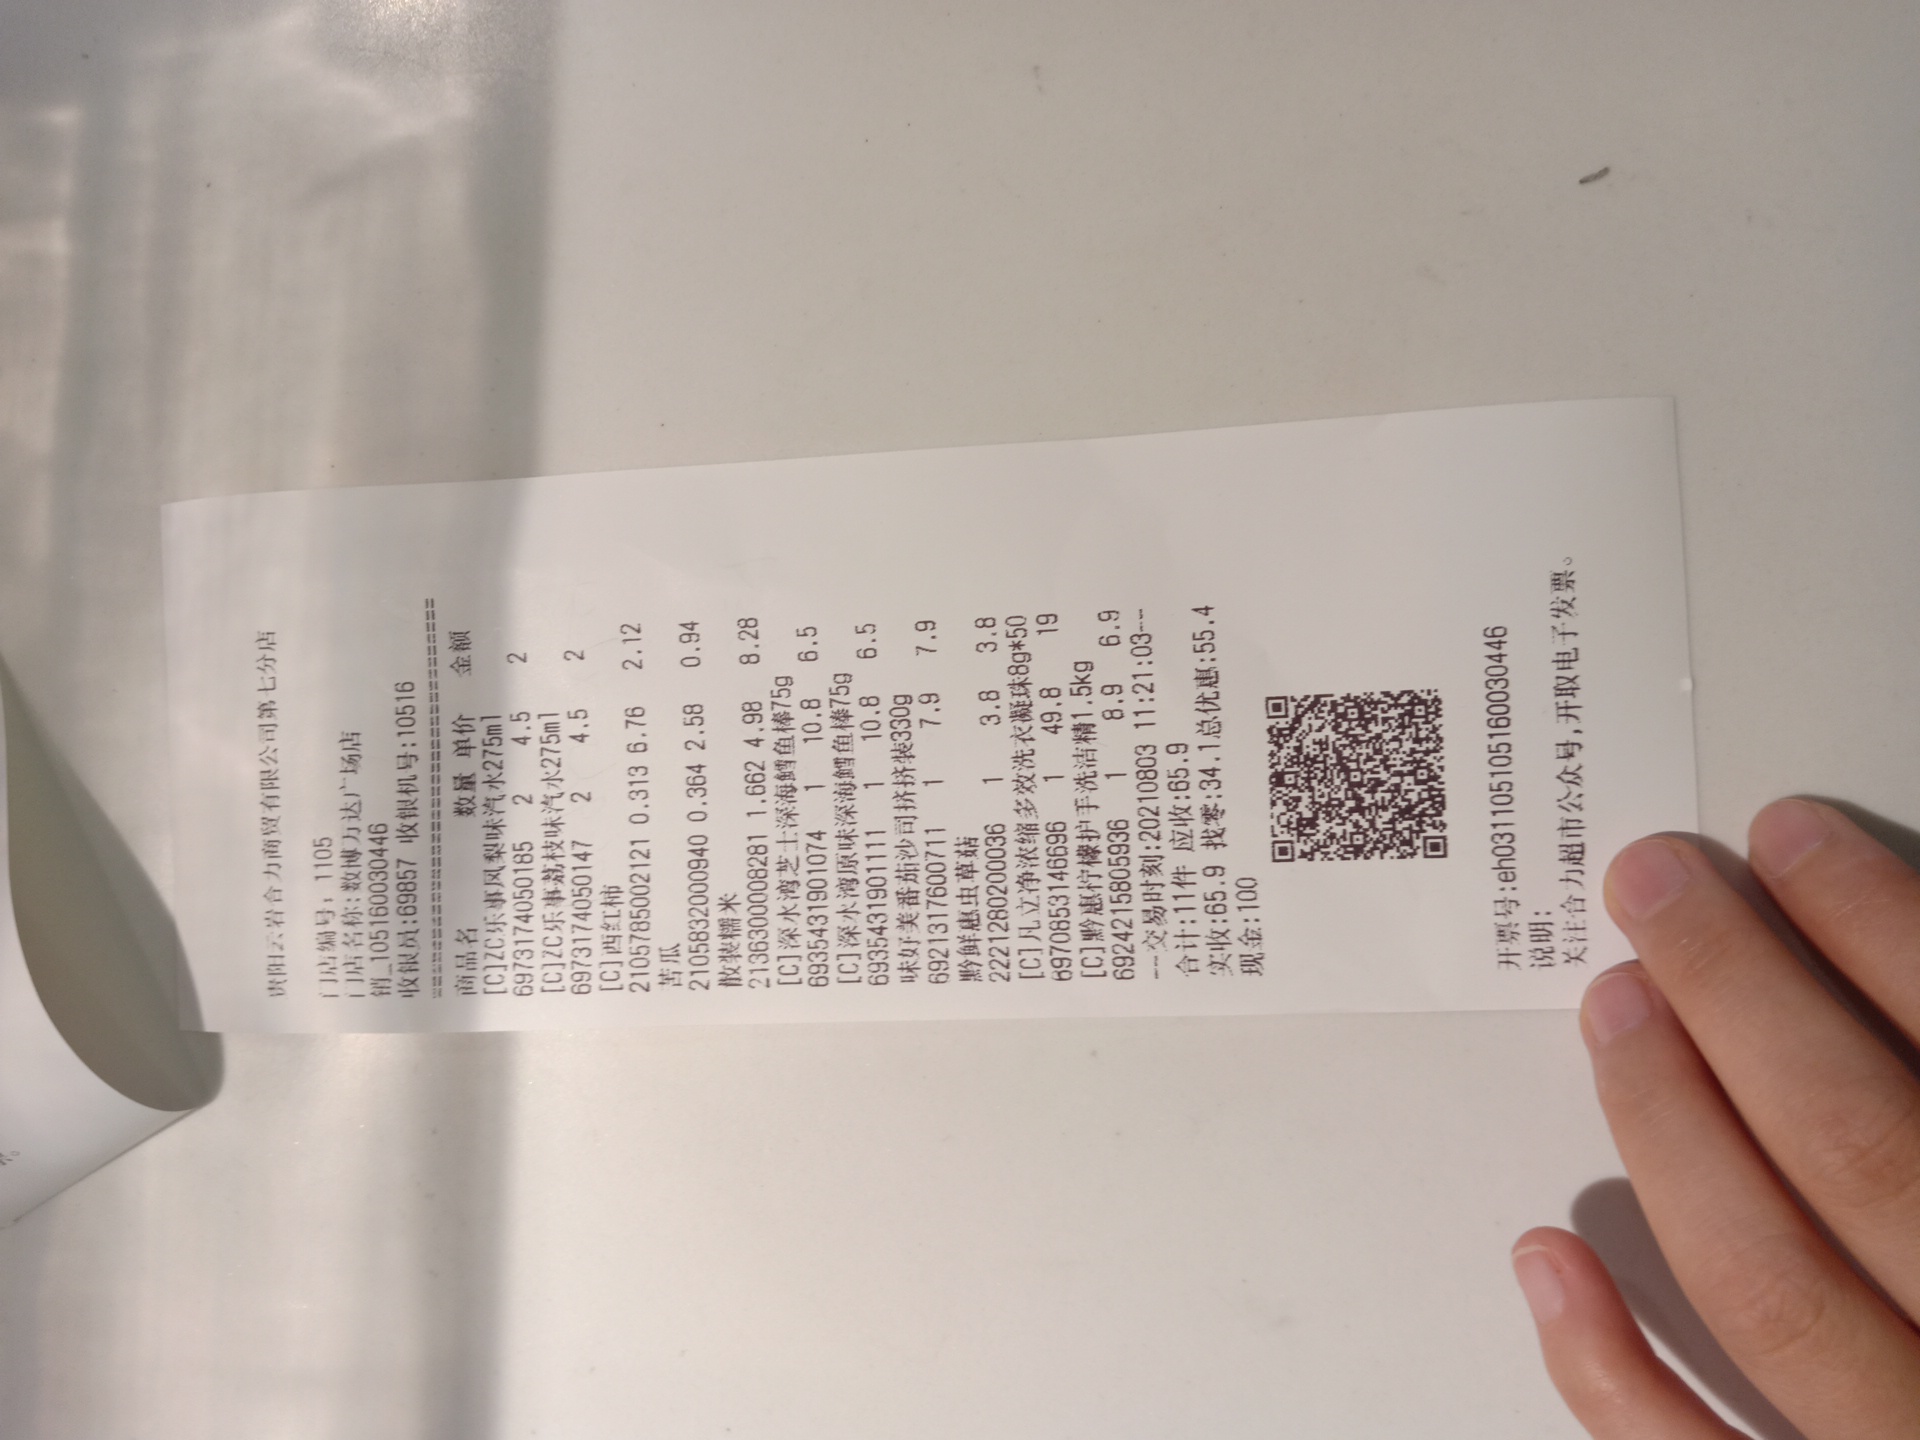 贵阳云岩合力商贸有限公司第七分店
门店编号: 1105
门店名称:数博力达广场店
销_10516030446
收银员:69857 收银机号:10516
================================
商品名 数量 单价 金额
[C]ZC乐事凤梨味汽水275ml
6973174050185 2 4.5 2
[C]ZC乐事荔枝味汽水275ml
6973174050147 2 4.5 2
[C]西红柿
2105785002121 0.313 6.76 2.12
苦瓜
2105832000940 0.364 2.58 0.94
散装糯米
2136300008281 1.662 4.98 8.28
[C]深水湾芝士深海鳕鱼棒75g
6935431901074 1 10.8 6.5
[C]深水湾原味深海鳕鱼棒75g
6935431901111 1 10.8 6.5
味好美番茄沙司挤挤装330g
6921317600711 1 7.9 7.9
黔鲜惠虫草菇
2221280200036 1 3.8 3.8
[C]凡立净浓缩多效洗衣凝珠8g*50
6970853146696 1 49.8 19
[C]黔惠柠檬护手洗洁精1.5kg
6924215805936 1 8.9 6.9
---交易时刻:20210803 11:21:03---
合计:11件 应收:65.9
实收:65.9 找零:34.1总优惠:55.4
现金:100
开票号:eh031105105160030446
说明:
关注合力超市公众号,开取电子发票。